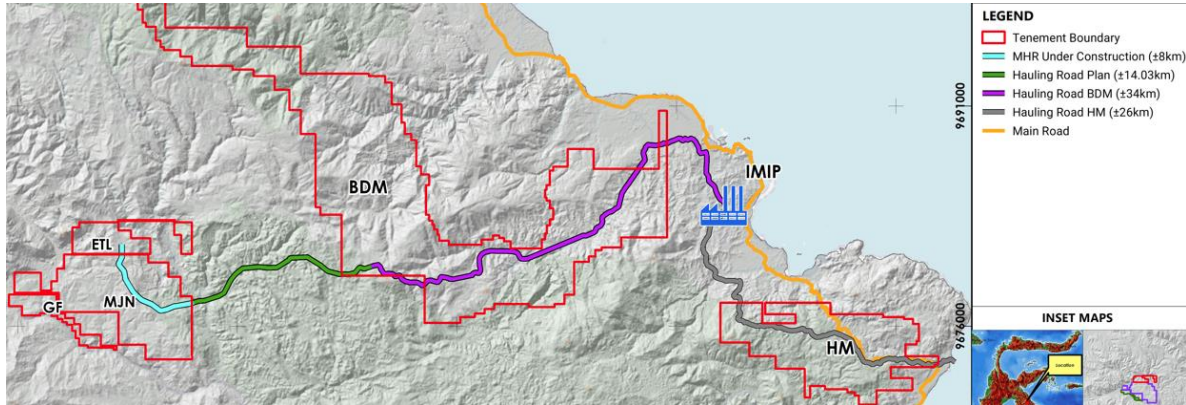 LEGEND
Tenement Boundary
MHR Under Construction (±8km)
Hauling Road Plan (±14.03km)
Hauling Road BDM (±34km)
Hauling Road HM (±26km)
Main Road
9691000
IMIP
BDM
ETL
MJN
GF
HM
9676000
INSET MAPS
Location